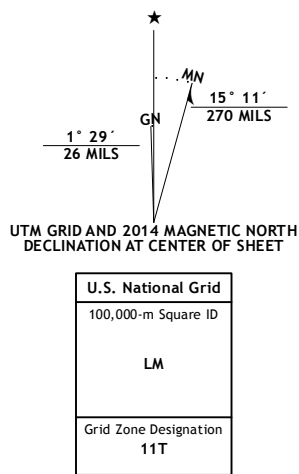 ★
MN
GN
15° 11´
270 MILS
1° 29´
26 MILS
UTM GRID AND 2014 MAGNETIC NORTH
DECLINATION AT CENTER OF SHEET
U.S. National Grid
100,000-m Square ID
LM
Grid Zone Designation
11T